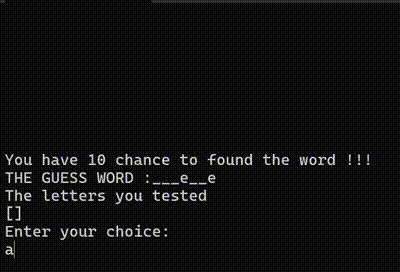 You have 10 chance to found the word !!!
THE GUESS WORD :___e__e
The letters you tested
[]
Enter your choice:
a